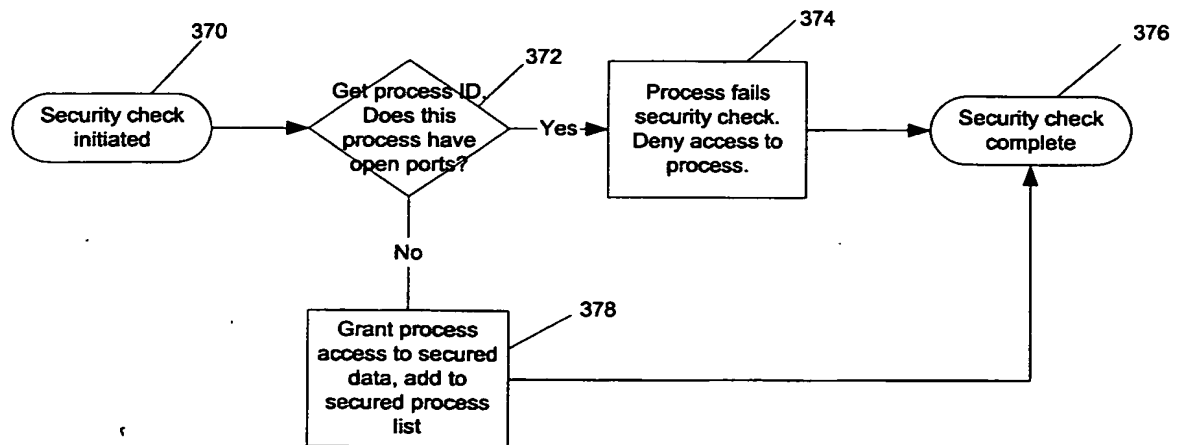 370
Security check
initiated
372
Get process ID.
Does this
process have
open ports?
Yes
374
Process fails
security check.
Deny access to
process.
376
Security check
complete
No
378
Grant process
access to secured
data, add to
secured process
list